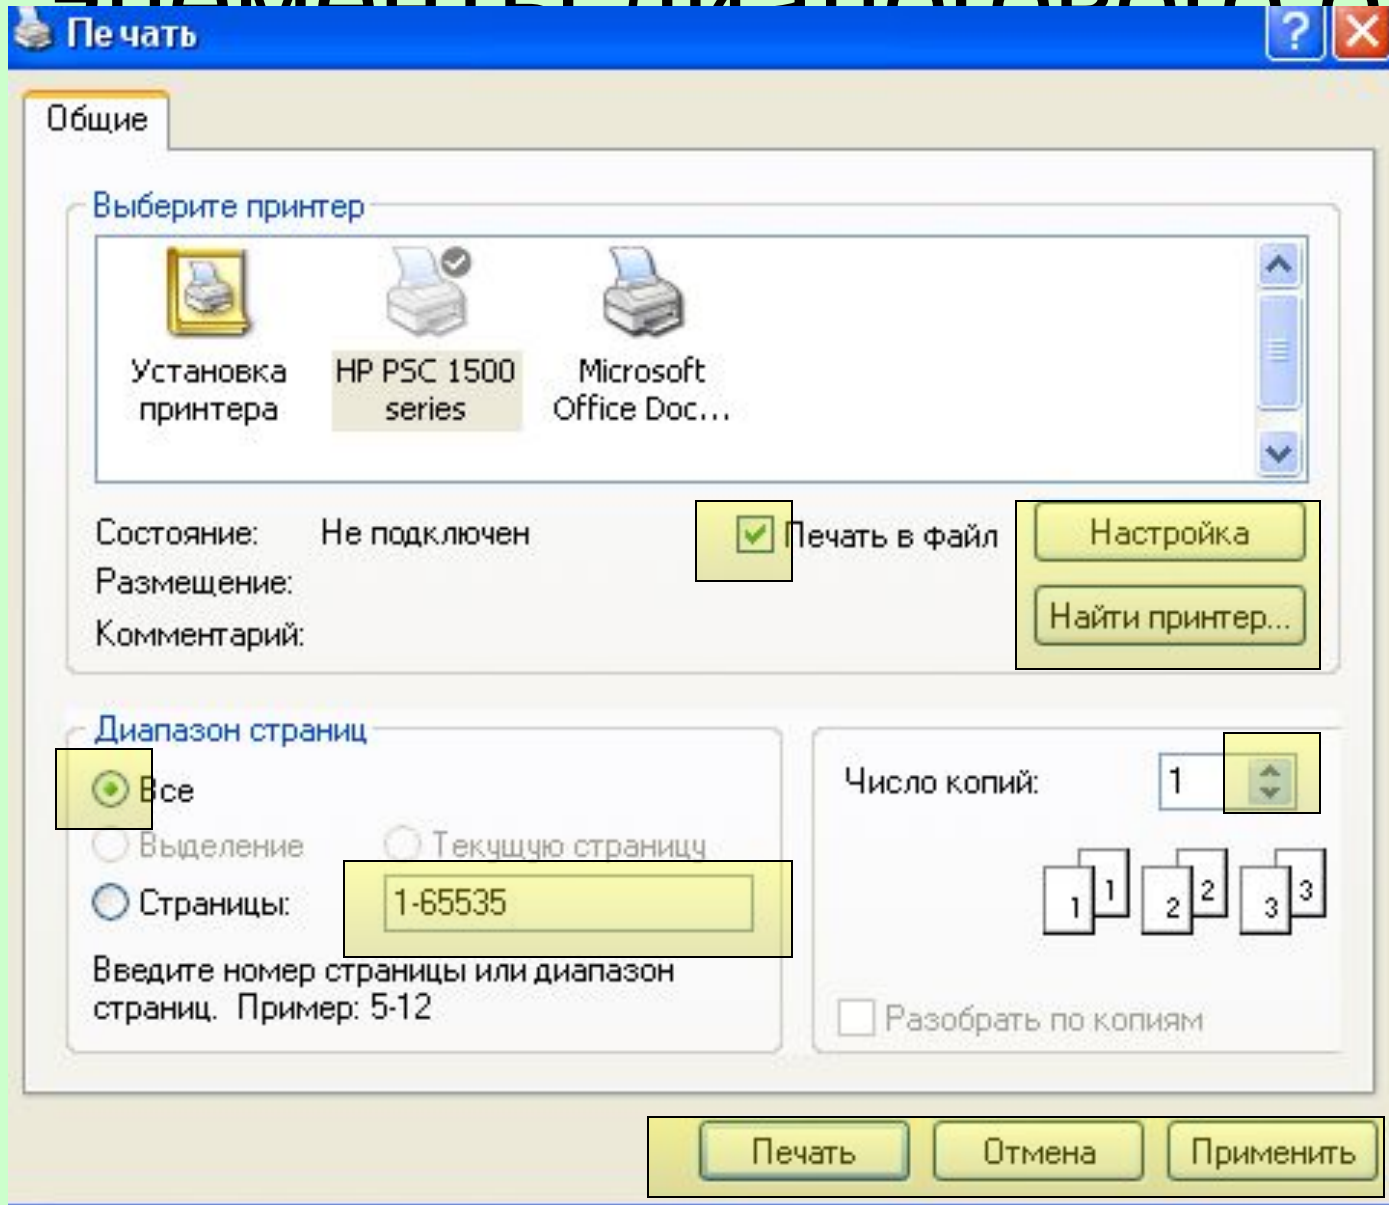 Печать
Общие
Выберите принтер
Установка принтера
HP PSC 1500 series
Microsoft Office Doc...
Состояние: Не подключен
Печать в файл
Настройка
Размещение:
Найти принтер...
Комментарий:
Диапазон страниц
Все
Выделение
Текущую страницу
Страницы: 1-65535
Введите номер страницы или диапазон
страниц. Пример: 5-12
Число копий: 1
1 1 2 2 3 3
Разобрать по копиям
Печать
Отмена
Применить